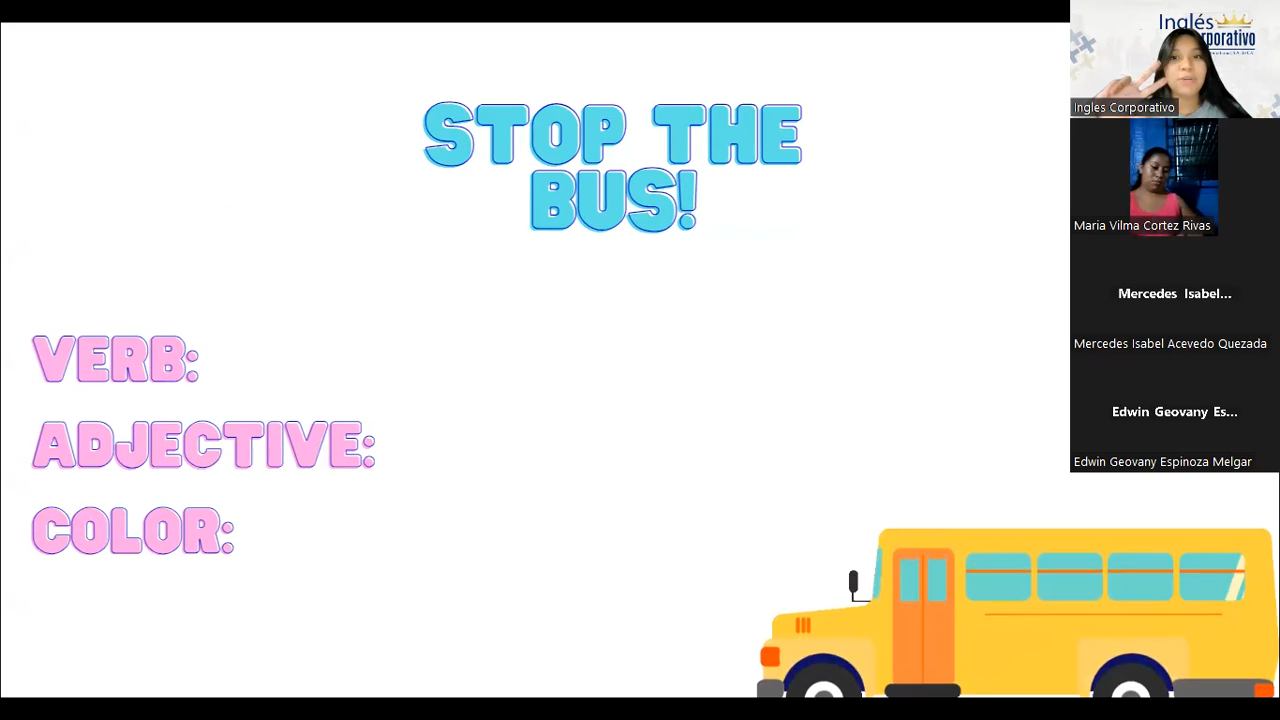 STOP THE
BUS!
VERB:
ADJECTIVE:
COLOR:
Inglés
Corporativo
Ingles Corporativo
Maria Vilma Cortez Rivas
Mercedes Isabel...
Mercedes Isabel Acevedo Quezada
Edwin Geovany Es...
Edwin Geovany Espinoza Melgar